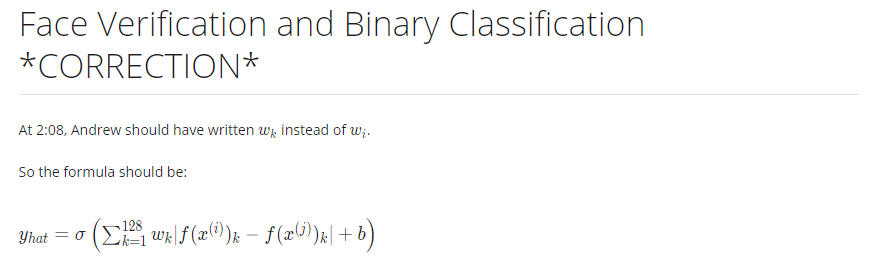 Face Verification and Binary Classification
*CORRECTION*
At 2:08, Andrew should have written $w_k$ instead of $w_i$.
So the formula should be:
$y_{hat} = \sigma \left( \sum_{k=1}^{128} w_k |f(x^{(i)})_k - f(x^{(j)})_k| + b \right)$